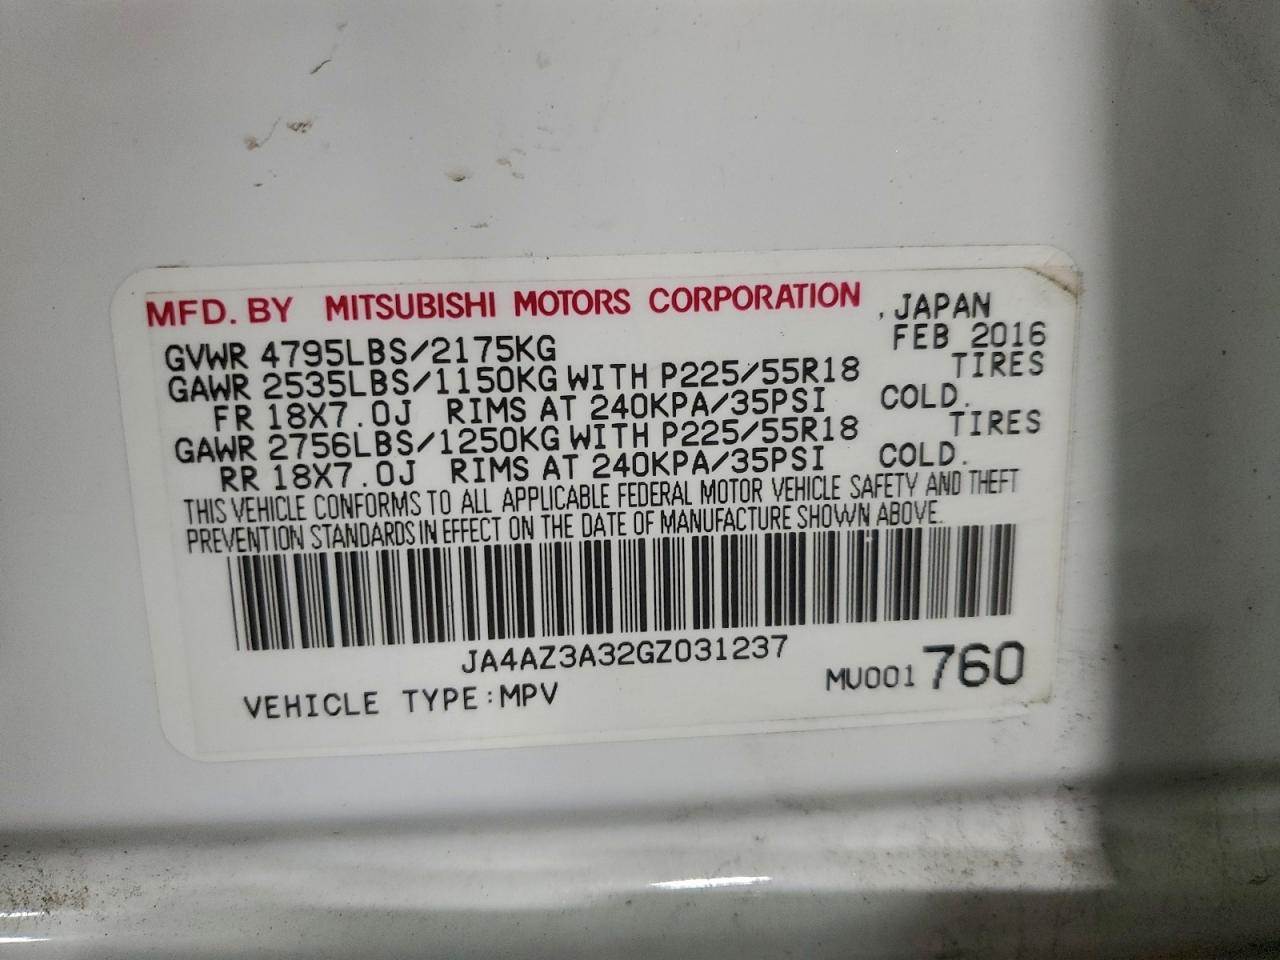 MFD. BY MITSUBISHI MOTORS CORPORATION , JAPAN
GVWR 4795LBS/2175KG FEB 2016
GAWR 2535LBS/1150KG WITH P225/55R18 TIRES
FR 18X7.0J RIMS AT 240KPA/35PSI COLD.
GAWR 2756LBS/1250KG WITH P225/55R18 TIRES
RR 18X7.0J RIMS AT 240KPA/35PSI COLD.
THIS VEHICLE CONFORMS TO ALL APPLICABLE FEDERAL MOTOR VEHICLE SAFETY AND THEFT
PREVENTION STANDARDS IN EFFECT ON THE DATE OF MANUFACTURE SHOWN ABOVE.
JA4AZ3A32GZ031237
VEHICLE TYPE:MPV MU001760